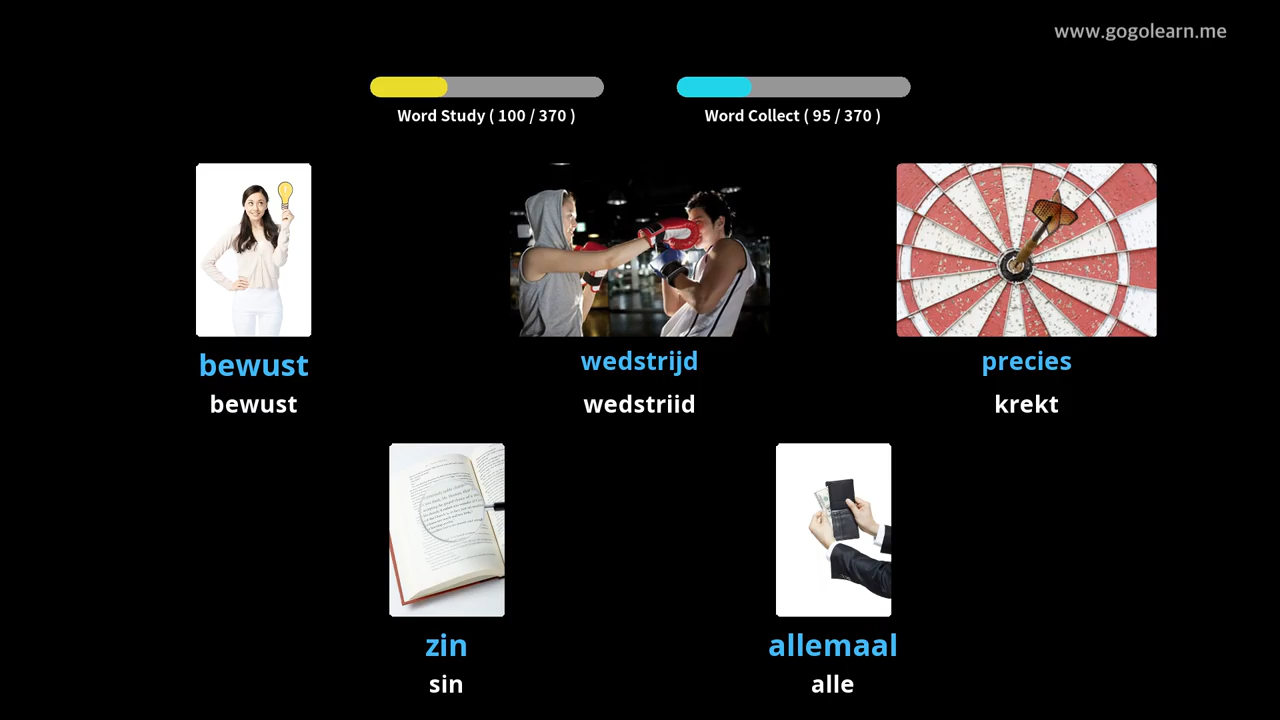 www.gogolearn.me
Word Study ( 100 / 370 )
Word Collect ( 95 / 370 )
bewust
bewust
wedstrijd
wedstriid
precies
krekt
zin
sin
allemaal
alle